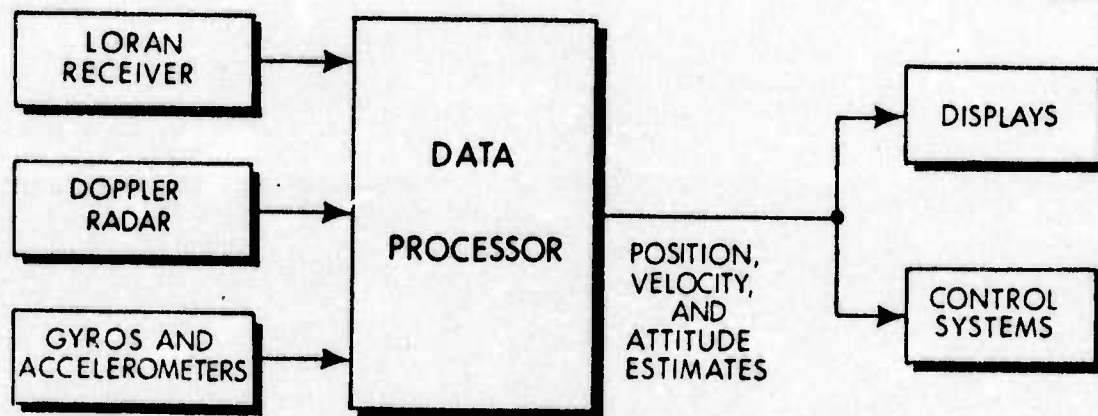 LORAN
RECEIVER
DOPPLER
RADAR
GYROS AND
ACCELEROMETERS
DATA
PROCESSOR
POSITION,
VELOCITY,
AND
ATTITUDE
ESTIMATES
DISPLAYS
CONTROL
SYSTEMS